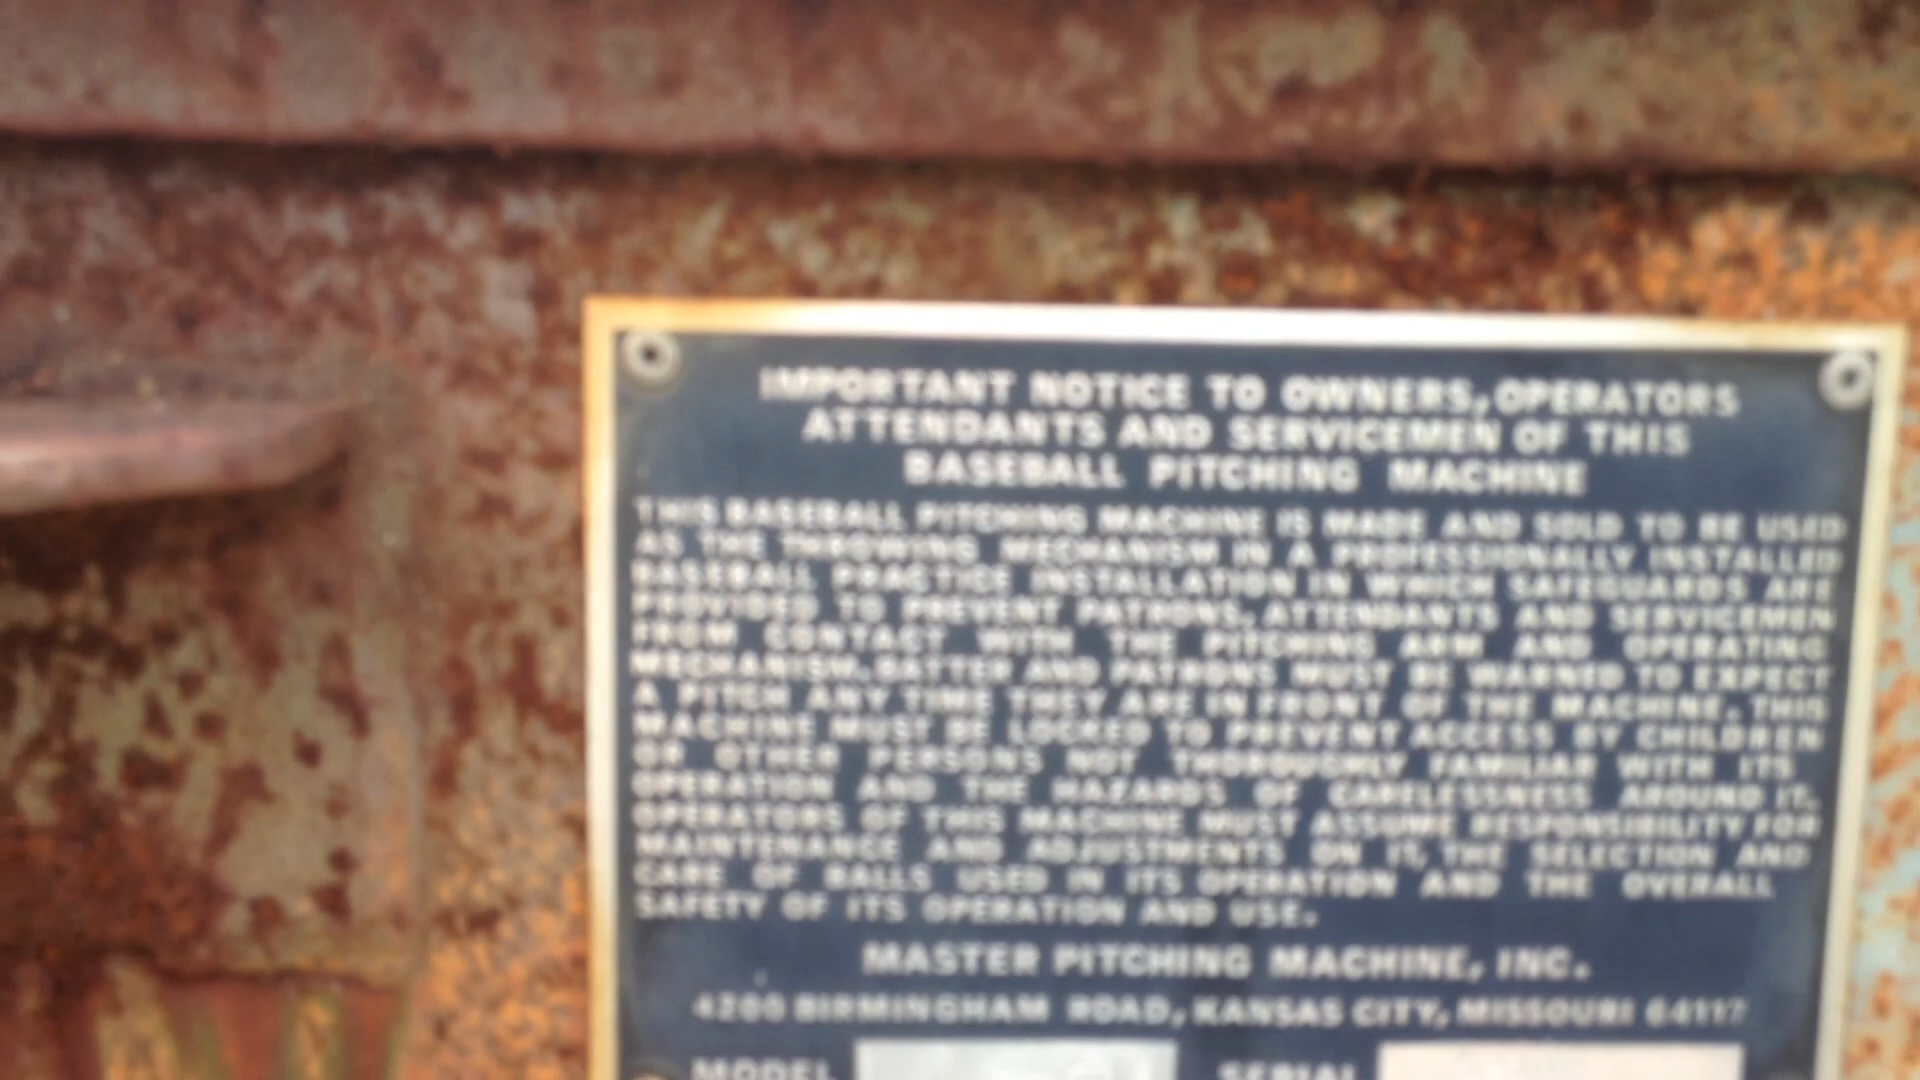 IMPORTANT NOTICE TO OWNERS, OPERATORS
ATTENDANTS AND SERVICEMEN OF THIS
BASEBALL PITCHING MACHINE
THIS BASEBALL PITCHING MACHINE IS MADE AND SOLD TO BE USED
AS THE THROWING MECHANISM IN A PROFESSIONALLY INSTALLED
BASEBALL PRACTICE INSTALLATION IN WHICH SAFEGUARDS ARE
PROVIDED TO PREVENT PATRONS, ATTENDANTS AND SERVICEMEN
FROM CONTACT WITH THE PITCHING ARM AND OPERATING
MECHANISM. BATTER AND PATRONS MUST BE WARNED TO EXPECT
A PITCH ANY TIME THEY ARE IN FRONT OF THE MACHINE. THIS
MACHINE MUST BE LOCKED TO PREVENT ACCESS BY CHILDREN
OR OTHER PERSONS NOT THOROUGHLY FAMILIAR WITH ITS
OPERATION AND THE HAZARDS OF CARELESSNESS AROUND IT.
OPERATORS OF THIS MACHINE MUST ASSUME RESPONSIBILITY FOR
MAINTENANCE AND ADJUSTMENTS ON IT, THE SELECTION AND
CARE OF BALLS USED IN ITS OPERATION AND THE OVERALL
SAFETY OF ITS OPERATION AND USE.
MASTER PITCHING MACHINE, INC.
4200 BIRMINGHAM ROAD, KANSAS CITY, MISSOURI 64117
MODEL SERIAL